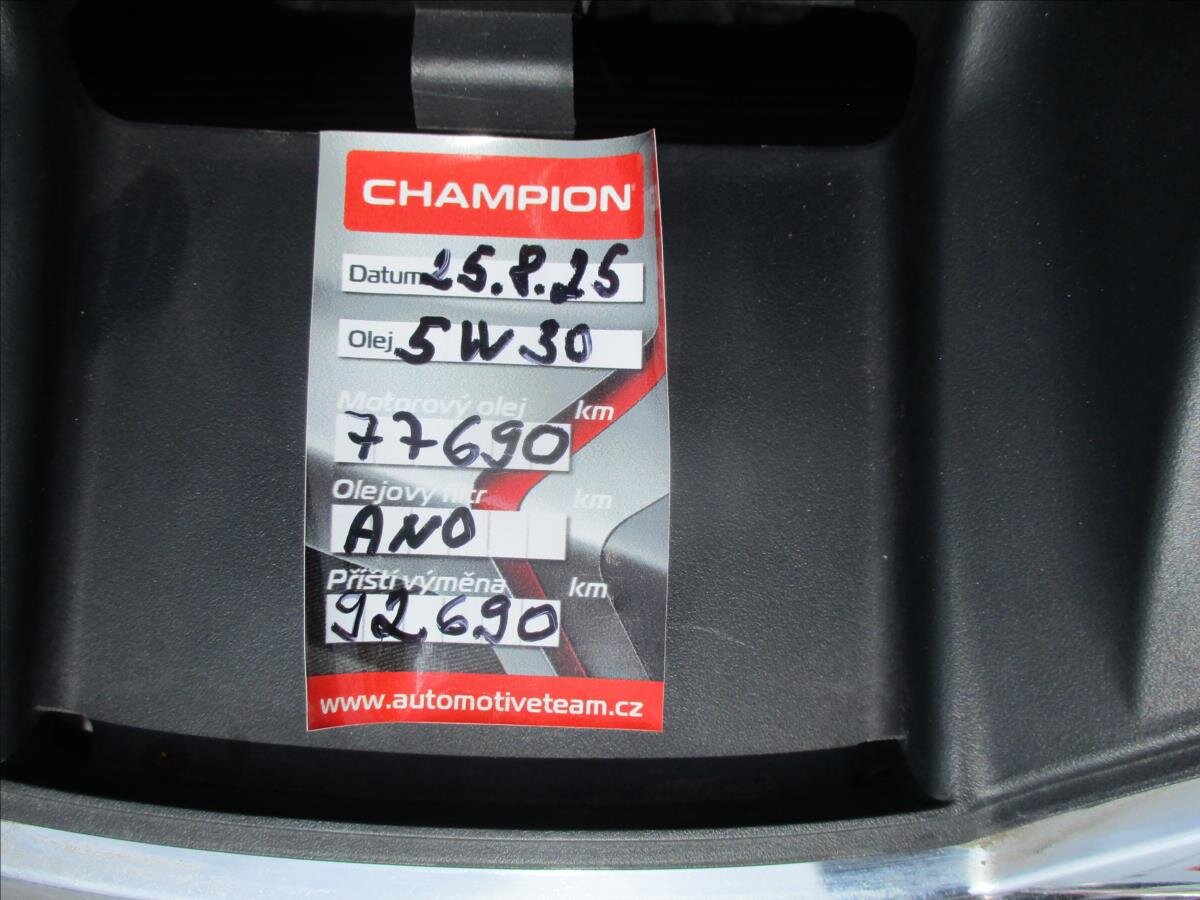 CHAMPION
Datum 25.8.25
Olej 5W30
Motorový olej km
77690
Olejový filtr km
ANO
Příští výměna km
92690
www.automotiveteam.cz